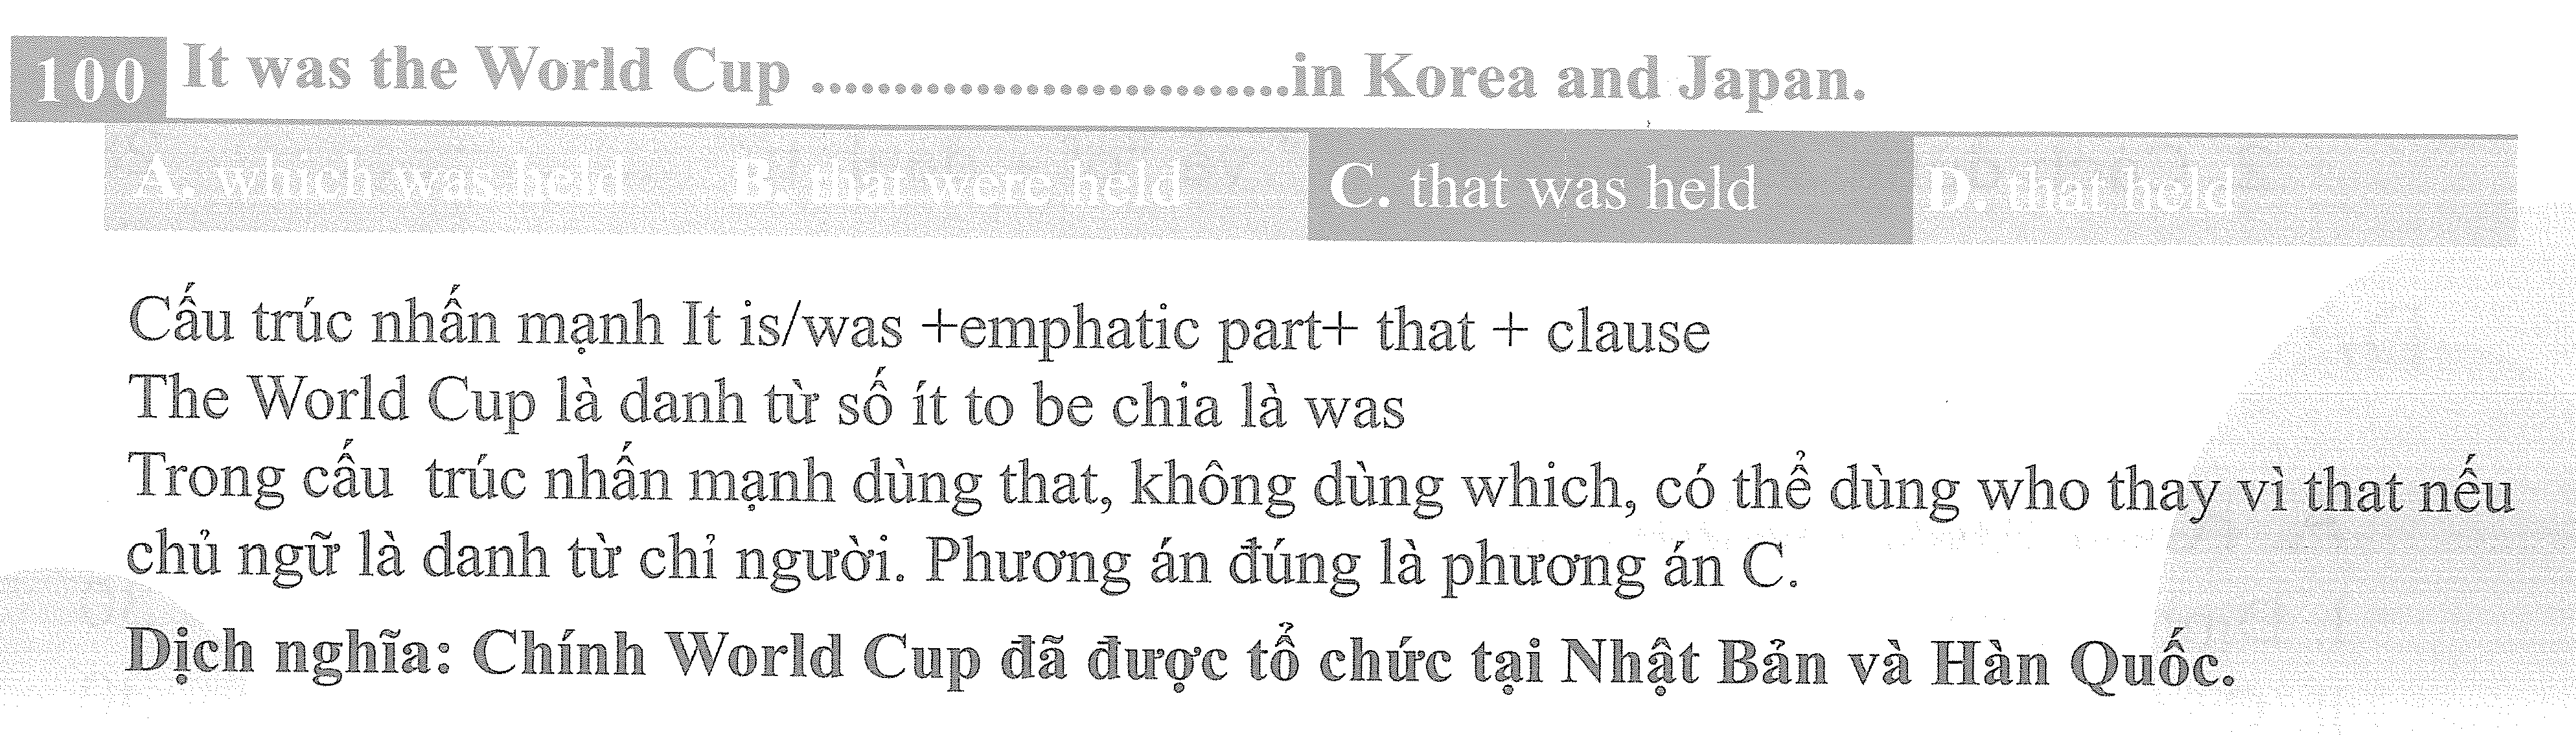 100 It was the World Cup ..............................in Korea and Japan.
A. which was held B. that were held C. that was held D. that held
Cấu trúc nhấn mạnh It is/was +emphatic part+ that + clause
The World Cup là danh từ số ít to be chia là was
Trong cấu trúc nhấn mạnh dùng that, không dùng which, có thể dùng who thay vì that nếu
chủ ngữ là danh từ chỉ người. Phương án đúng là phương án C.
Dịch nghĩa: Chính World Cup đã được tổ chức tại Nhật Bản và Hàn Quốc.